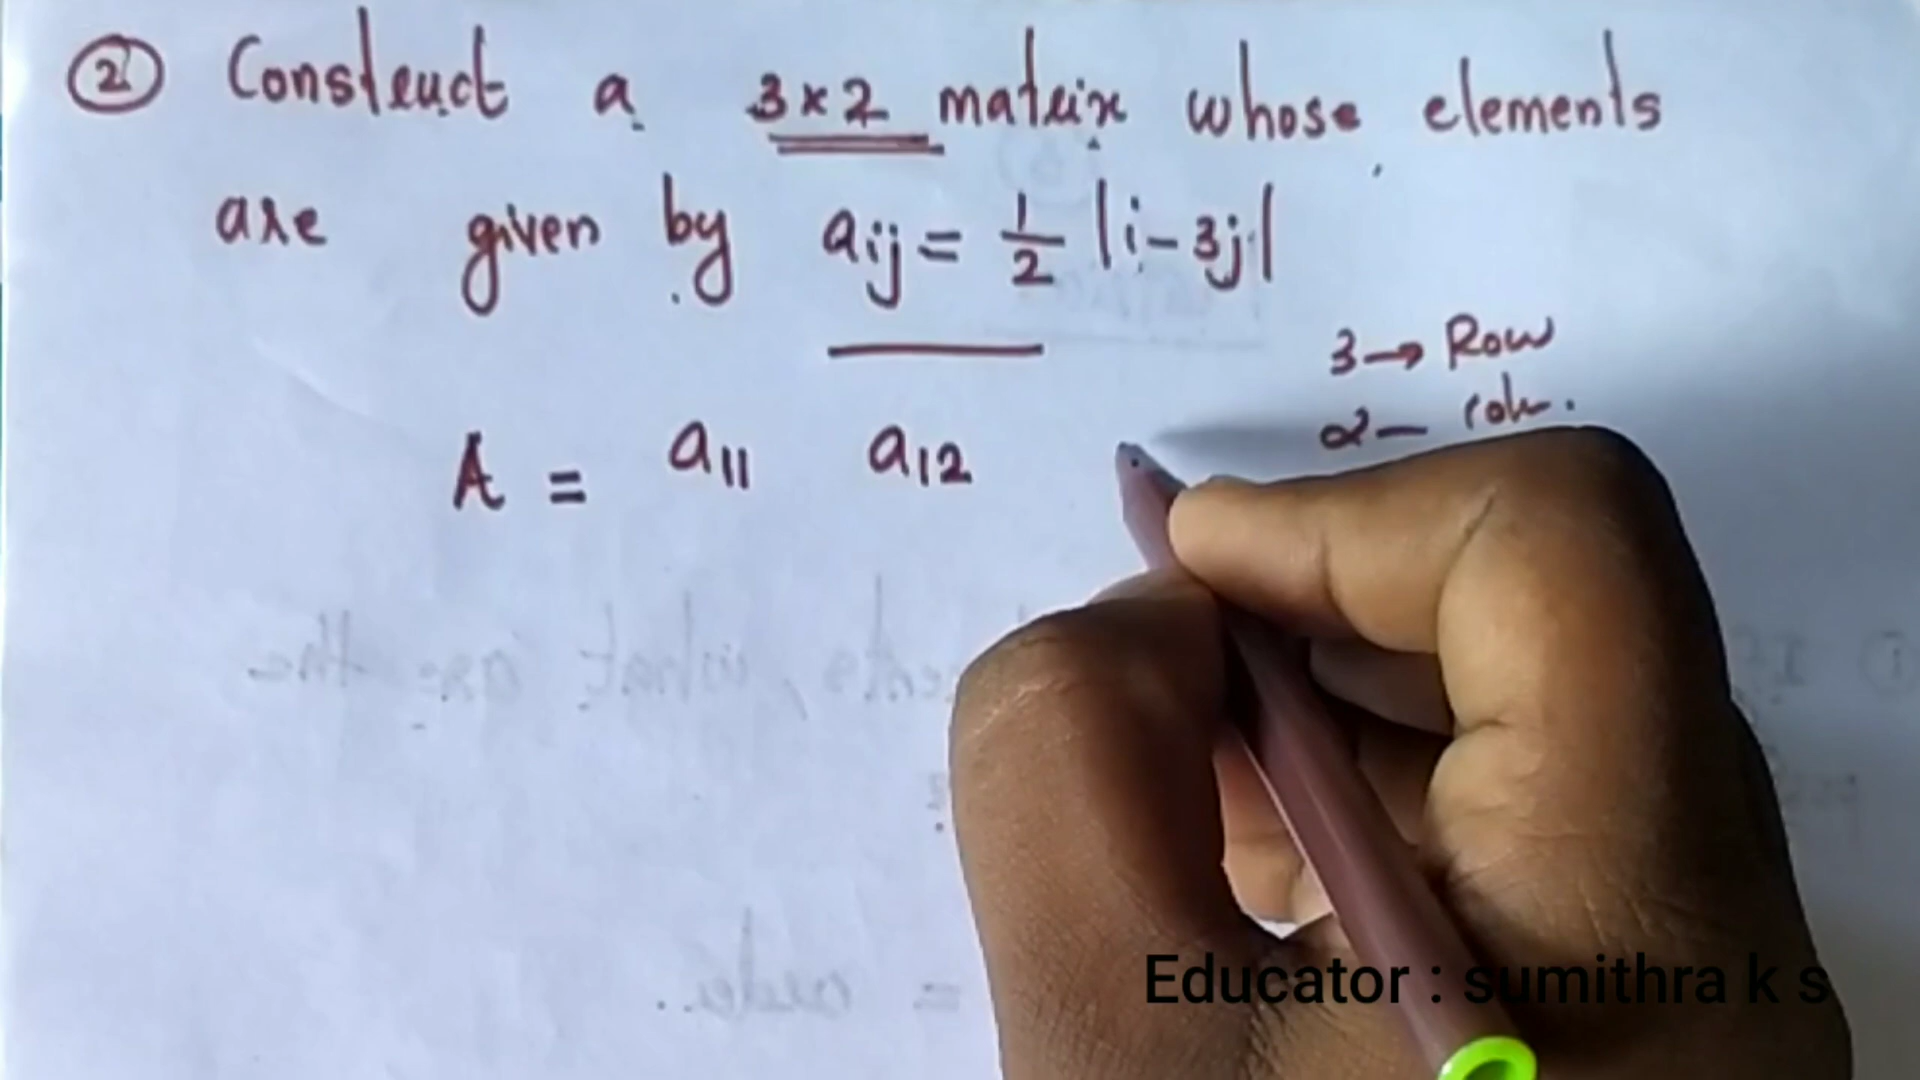 ② Construct a 3×2 matrix whose elements
are given by aij = 1/2 |i-3j|
3→ Row
2— colu.
A = a11 a12
Educator : sumithra k s